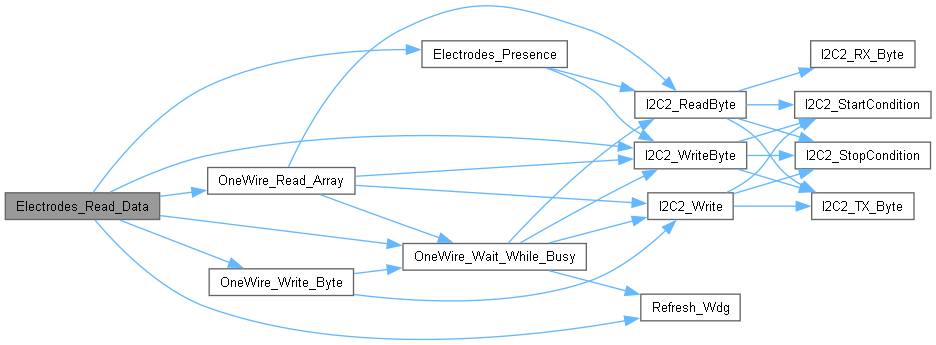 Electrodes_Read_Data
Electrodes_Presence
OneWire_Read_Array
OneWire_Write_Byte
OneWire_Wait_While_Busy
I2C2_ReadByte
I2C2_WriteByte
I2C2_Write
Refresh_Wdg
I2C2_RX_Byte
I2C2_StartCondition
I2C2_StopCondition
I2C2_TX_Byte